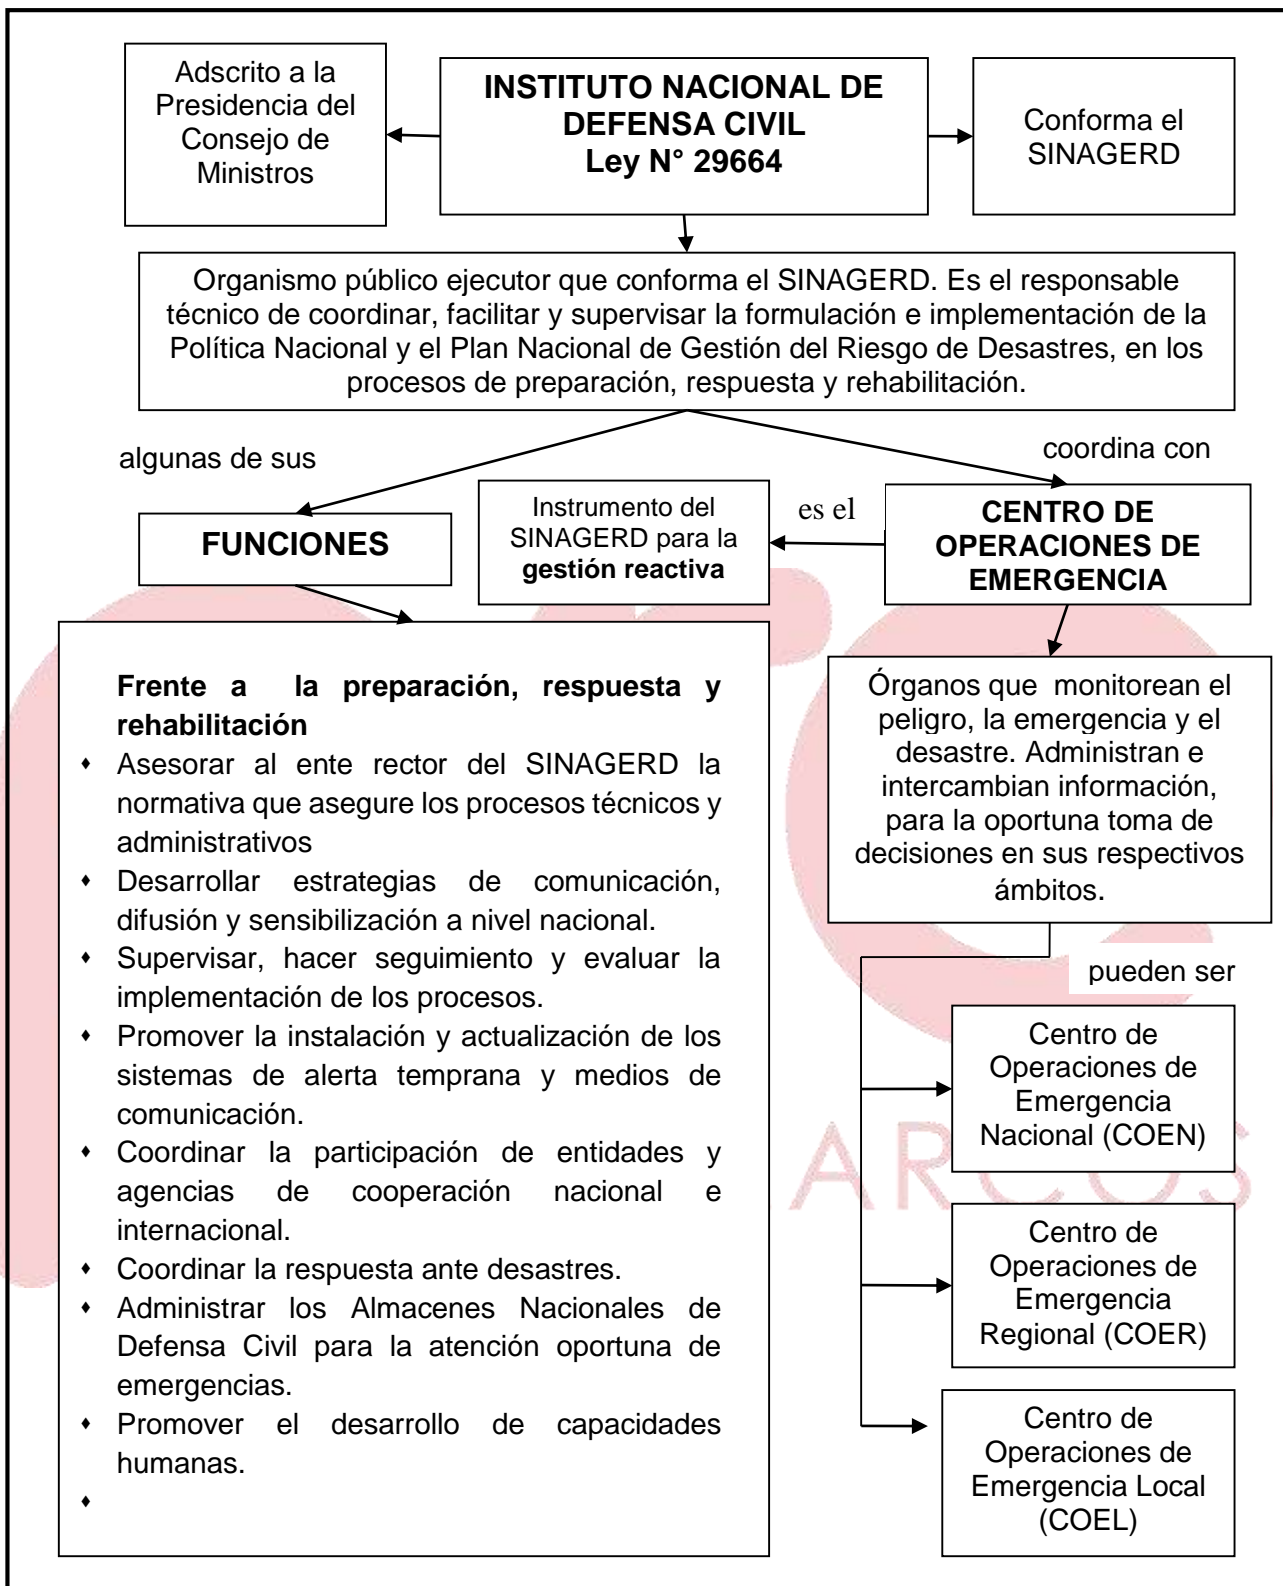 Adscrito a la
Presidencia del
Consejo de
Ministros
INSTITUTO NACIONAL DE
DEFENSA CIVIL
Ley N° 29664
Conforma el
SINAGERD
Organismo público ejecutor que conforma el SINAGERD. Es el responsable
técnico de coordinar, facilitar y supervisar la formulación e implementación de la
Política Nacional y el Plan Nacional de Gestión del Riesgo de Desastres, en los
procesos de preparación, respuesta y rehabilitación.
algunas de sus
coordina con
FUNCIONES
Instrumento del
SINAGERD para la
gestión reactiva
es el
CENTRO DE
OPERACIONES DE
EMERGENCIA
Frente a la preparación, respuesta y
rehabilitación
♦ Asesorar al ente rector del SINAGERD la
normativa que asegure los procesos técnicos y
administrativos
♦ Desarrollar estrategias de comunicación,
difusión y sensibilización a nivel nacional.
♦ Supervisar, hacer seguimiento y evaluar la
implementación de los procesos.
♦ Promover la instalación y actualización de los
sistemas de alerta temprana y medios de
comunicación.
♦ Coordinar la participación de entidades y
agencias de cooperación nacional e
internacional.
♦ Coordinar la respuesta ante desastres.
♦ Administrar los Almacenes Nacionales de
Defensa Civil para la atención oportuna de
emergencias.
♦ Promover el desarrollo de capacidades
humanas.
♦
Órganos que monitorean el
peligro, la emergencia y el
desastre. Administran e
intercambian información,
para la oportuna toma de
decisiones en sus respectivos
ámbitos.
pueden ser
Centro de
Operaciones de
Emergencia
Nacional (COEN)
Centro de
Operaciones de
Emergencia
Regional (COER)
Centro de
Operaciones de
Emergencia Local
(COEL)
ARCOS